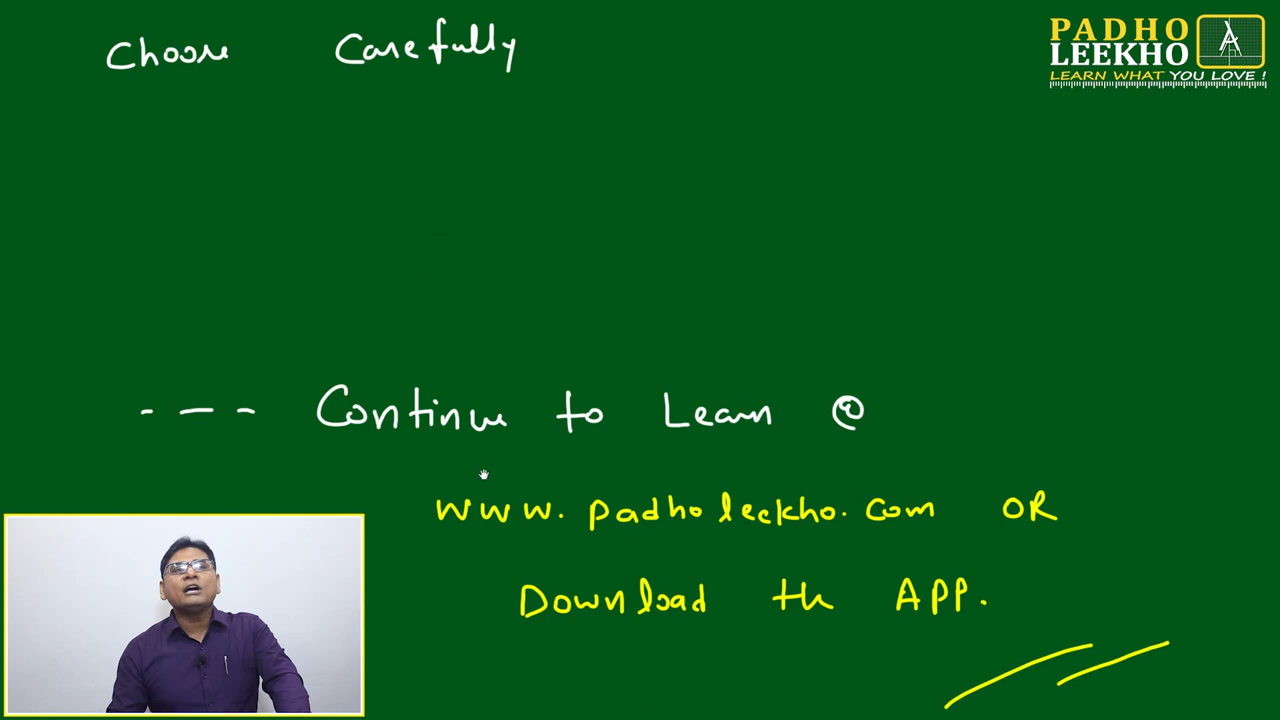 Choose Carefully
PADHO
LEEKHO
LEARN WHAT YOU LOVE !
--- Continue to Learn @
www.padholeekho.com OR
Download the APP.